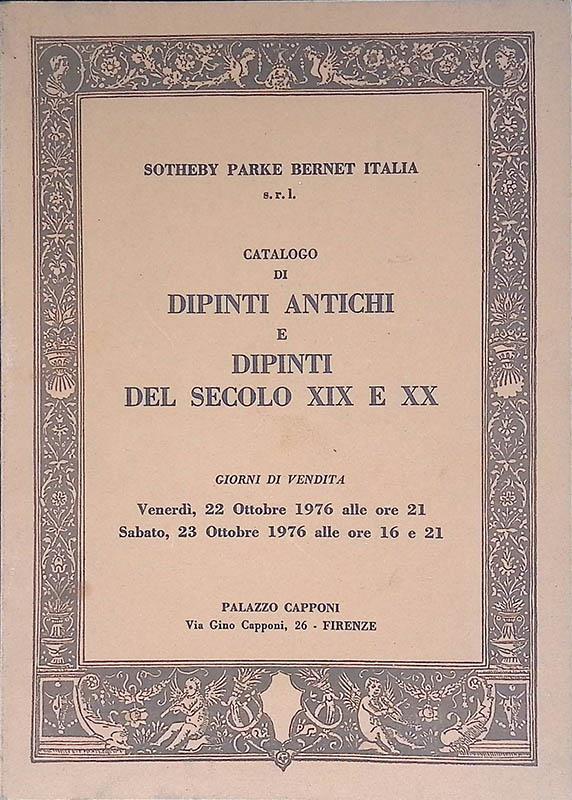 SOTHEBY PARKE BERNET ITALIA
s.r.l.
CATALOGO
DI
DIPINTI ANTICHI
E
DIPINTI
DEL SECOLO XIX E XX
GIORNI DI VENDITA
Venerdì, 22 Ottobre 1976 alle ore 21
Sabato, 23 Ottobre 1976 alle ore 16 e 21
PALAZZO CAPPONI
Via Gino Capponi, 26 - FIRENZE